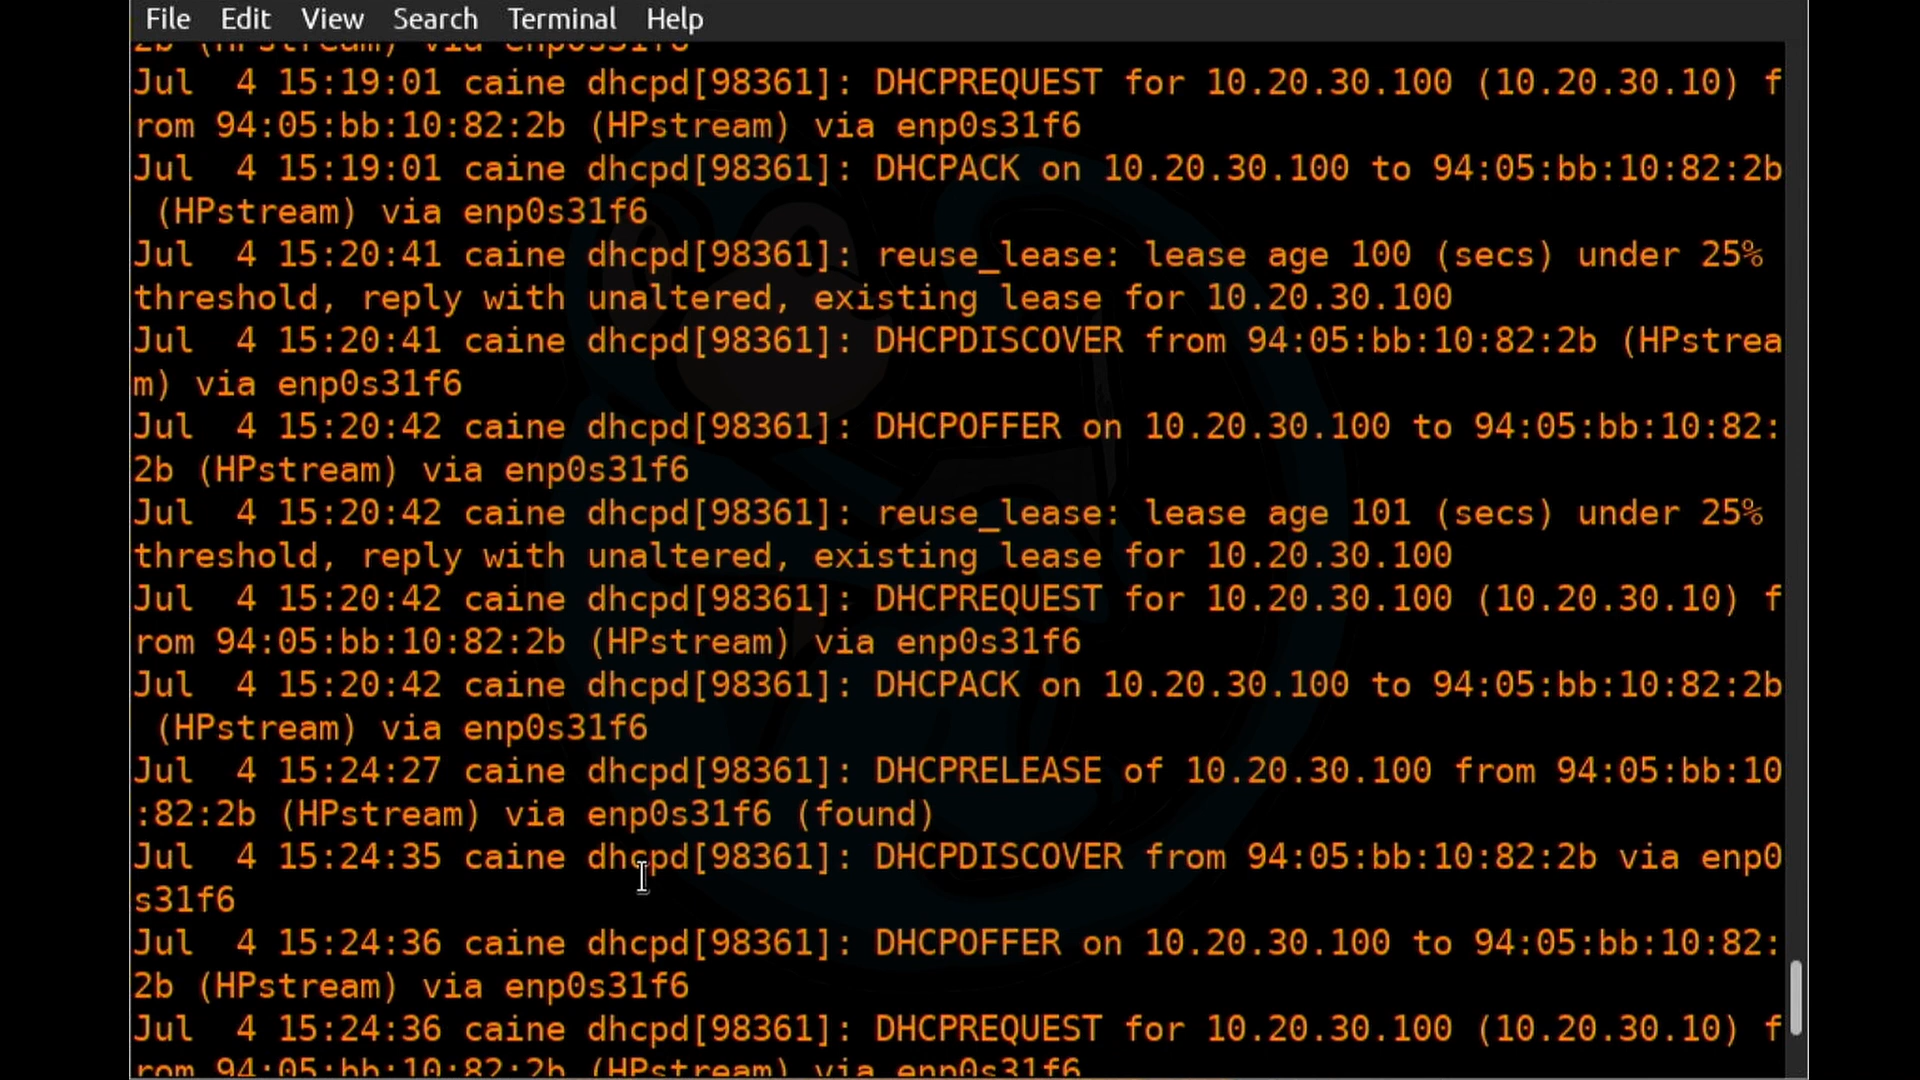 File Edit View Search Terminal Help
2b (HPstream) via enp0s31f6
Jul  4 15:19:01 caine dhcpd[98361]: DHCPREQUEST for 10.20.30.100 (10.20.30.10) f
rom 94:05:bb:10:82:2b (HPstream) via enp0s31f6
Jul  4 15:19:01 caine dhcpd[98361]: DHCPACK on 10.20.30.100 to 94:05:bb:10:82:2b
 (HPstream) via enp0s31f6
Jul  4 15:20:41 caine dhcpd[98361]: reuse_lease: lease age 100 (secs) under 25%
threshold, reply with unaltered, existing lease for 10.20.30.100
Jul  4 15:20:41 caine dhcpd[98361]: DHCPDISCOVER from 94:05:bb:10:82:2b (HPstrea
m) via enp0s31f6
Jul  4 15:20:42 caine dhcpd[98361]: DHCPOFFER on 10.20.30.100 to 94:05:bb:10:82:
2b (HPstream) via enp0s31f6
Jul  4 15:20:42 caine dhcpd[98361]: reuse_lease: lease age 101 (secs) under 25%
threshold, reply with unaltered, existing lease for 10.20.30.100
Jul  4 15:20:42 caine dhcpd[98361]: DHCPREQUEST for 10.20.30.100 (10.20.30.10) f
rom 94:05:bb:10:82:2b (HPstream) via enp0s31f6
Jul  4 15:20:42 caine dhcpd[98361]: DHCPACK on 10.20.30.100 to 94:05:bb:10:82:2b
 (HPstream) via enp0s31f6
Jul  4 15:24:27 caine dhcpd[98361]: DHCPRELEASE of 10.20.30.100 from 94:05:bb:10
:82:2b (HPstream) via enp0s31f6 (found)
Jul  4 15:24:35 caine dhcpd[98361]: DHCPDISCOVER from 94:05:bb:10:82:2b via enp0
s31f6
Jul  4 15:24:36 caine dhcpd[98361]: DHCPOFFER on 10.20.30.100 to 94:05:bb:10:82:
2b (HPstream) via enp0s31f6
Jul  4 15:24:36 caine dhcpd[98361]: DHCPREQUEST for 10.20.30.100 (10.20.30.10) f
rom 94:05:bb:10:82:2b (HPstream) via enp0s31f6